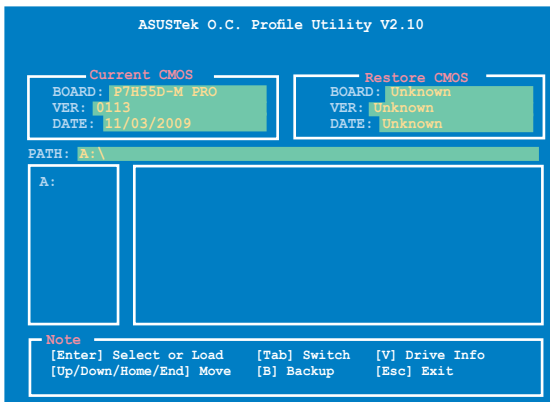 ASUSTek O.C. Profile Utility V2.10
Current CMOS
BOARD: P7H55D-M PRO
VER: 0113
DATE: 11/03/2009
Restore CMOS
BOARD: Unknown
VER: Unknown
DATE: Unknown
PATH: A:\
A:
Note
[Enter] Select or Load [Tab] Switch [V] Drive Info
[Up/Down/Home/End] Move [B] Backup [Esc] Exit